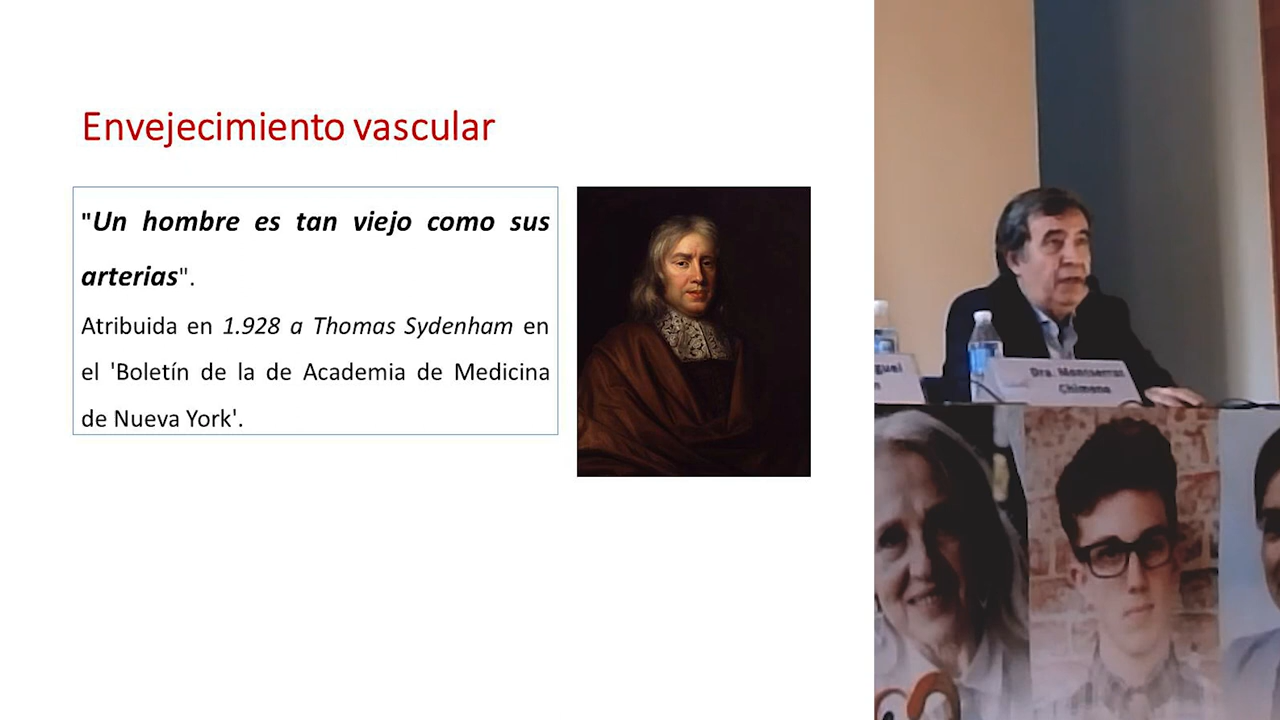 Envejecimiento vascular
"Un hombre es tan viejo como sus
arterias".
Atribuida en 1.928 a Thomas Sydenham en
el 'Boletín de la de Academia de Medicina
de Nueva York'.
guel
n
Dra. Montserrat
Chimeno